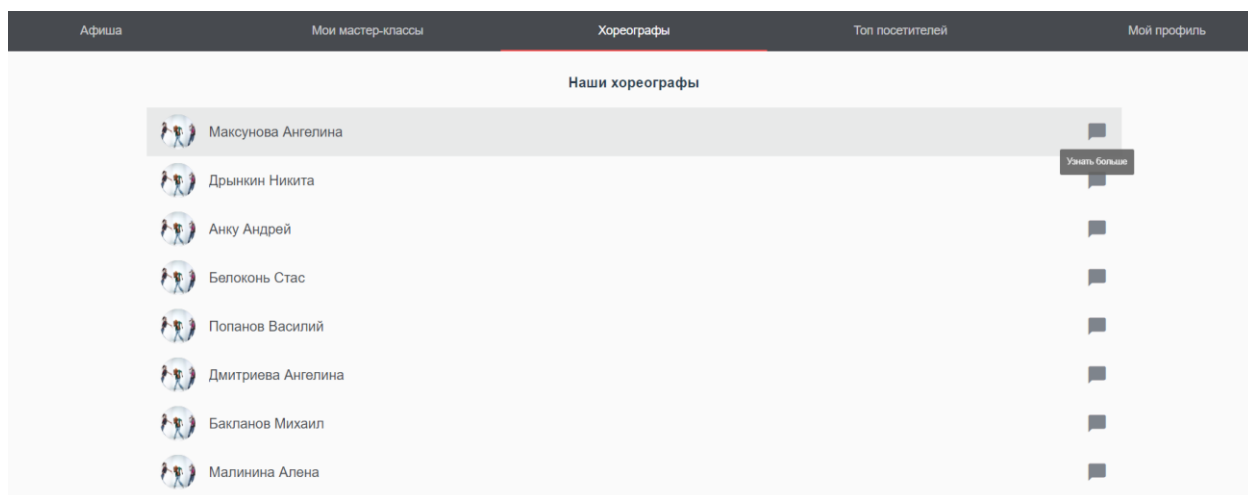 Афиша Мои мастер-классы Хореографы Топ посетителей Мой профиль
Наши хореографы
Максунова Ангелина
Узнать больше
Дрынкин Никита
Анку Андрей
Белоконь Стас
Попанов Василий
Дмитриева Ангелина
Бакланов Михаил
Малинина Алена